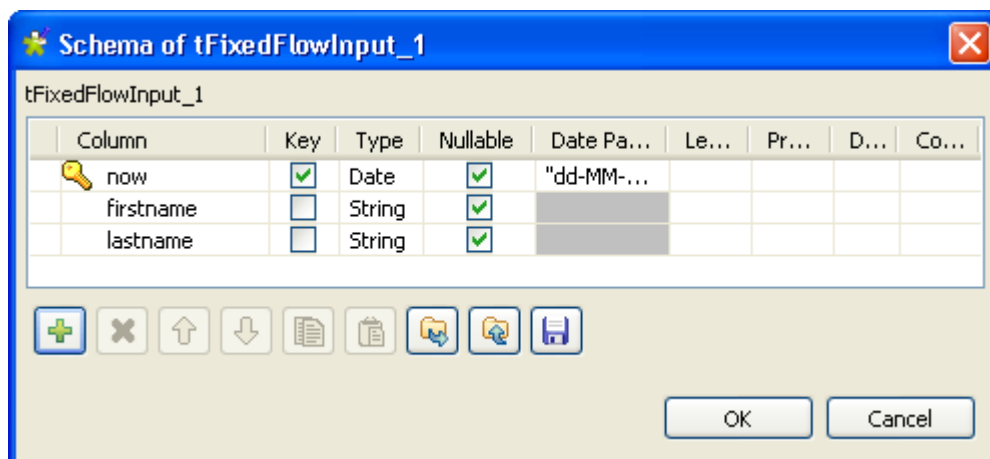 Schema of tFixedFlowInput_1
tFixedFlowInput_1
Column Key Type Nullable Date Pa... Le... Pr... D... Co...
now Date "dd-MM-...
firstname String
lastname String
OK Cancel